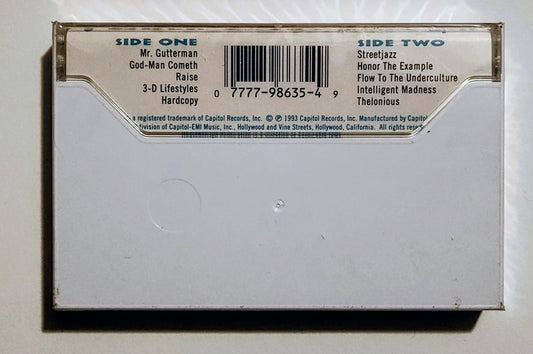 SIDE ONE
Mr. Gutterman
God-Man Cometh
Raise
3-D Lifestyles
Hardcopy
0 7777-98635-4 9
SIDE TWO
Streetjazz
Honor The Example
Flow To The Underculture
Intelligent Madness
Thelonious
a registered trademark of Capitol Records, Inc. © ℗ 1993 Capitol Records, Inc. Manufactured by Capitol
division of Capitol-EMI Music, Inc., Hollywood and Vine Streets, Hollywood, California. All rights